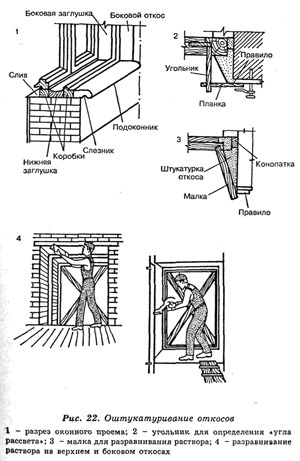 1
Боковая заглушка
Боковой откос
Слив
Подоконник
Слезник
Коробки
Нижняя
заглушка
2
Правило
Угольник
Планка
3
Конопатка
Штукатурка
откоса
Малка
Правило
4
Рис. 22. Оштукатуривание откосов
1 – разрез оконного проема; 2 – угольник для определения «угла
рассвета»; 3 – малка для разравнивания раствора; 4 – разравнивание
раствора на верхнем и боковом откосах